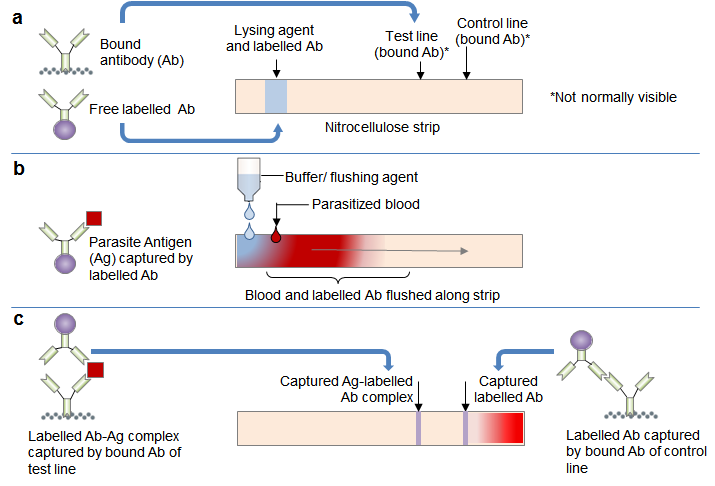 a
Bound
antibody (Ab)
Free labelled Ab
Lysing agent
and labelled Ab
Test line
(bound Ab)*
Control line
(bound Ab)*
*Not normally visible
Nitrocellulose strip
b
Buffer/ flushing agent
Parasitized blood
Parasite Antigen
(Ag) captured by
labelled Ab
Blood and labelled Ab flushed along strip
c
Captured Ag-labelled
Ab complex
Captured
labelled Ab
Labelled Ab-Ag complex
captured by bound Ab of
test line
Labelled Ab captured
by bound Ab of control
line